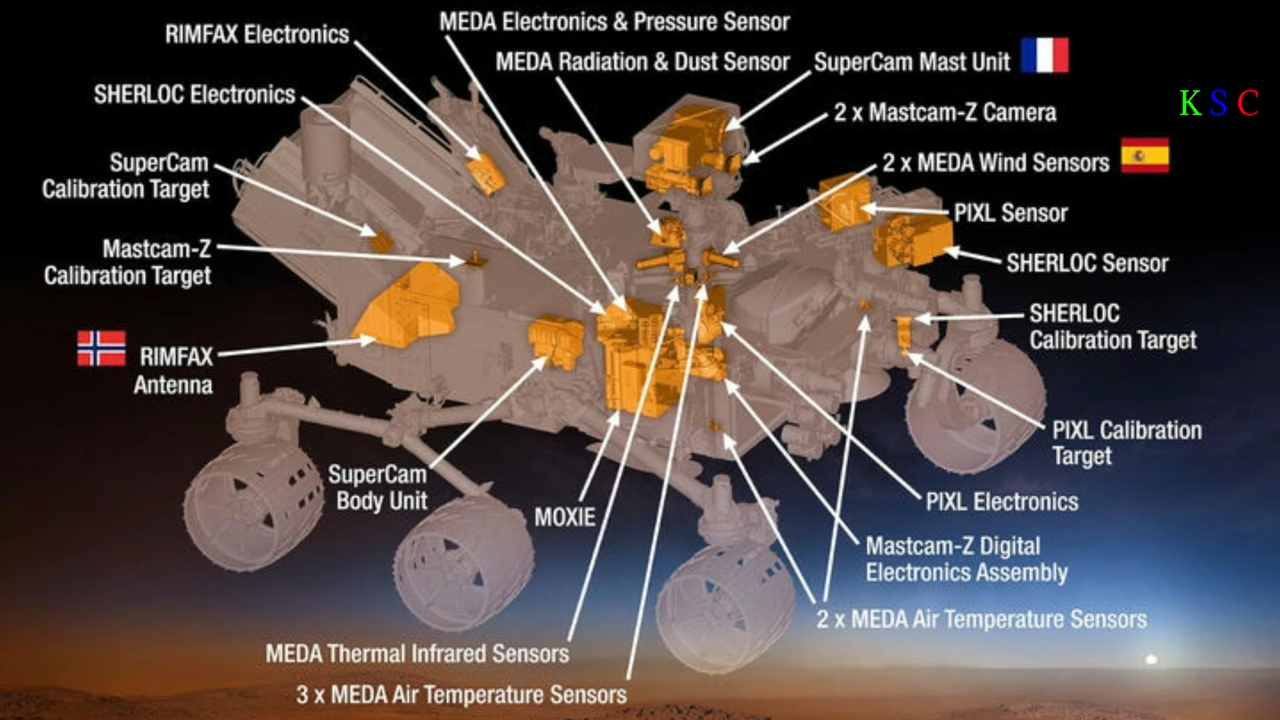 MEDA Electronics & Pressure Sensor
RIMFAX Electronics
MEDA Radiation & Dust Sensor
SuperCam Mast Unit
SHERLOC Electronics
K S C
2 x Mastcam-Z Camera
SuperCam
Calibration Target
2 x MEDA Wind Sensors
PIXL Sensor
Mastcam-Z
Calibration Target
SHERLOC Sensor
SHERLOC
Calibration Target
RIMFAX
Antenna
PIXL Calibration
Target
SuperCam
Body Unit
MOXIE
PIXL Electronics
Mastcam-Z Digital
Electronics Assembly
2 x MEDA Air Temperature Sensors
MEDA Thermal Infrared Sensors
3 x MEDA Air Temperature Sensors